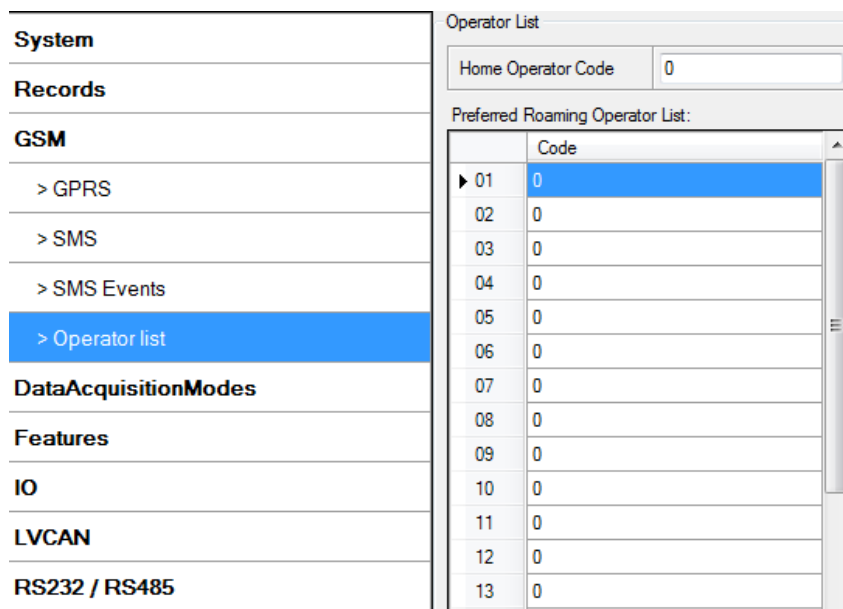 System
Records
GSM
> GPRS
> SMS
> SMS Events
> Operator list
DataAcquisitionModes
Features
IO
LVCAN
RS232 / RS485
Operator List
Home Operator Code 0
Preferred Roaming Operator List:
Code
01 0
02 0
03 0
04 0
05 0
06 0
07 0
08 0
09 0
10 0
11 0
12 0
13 0